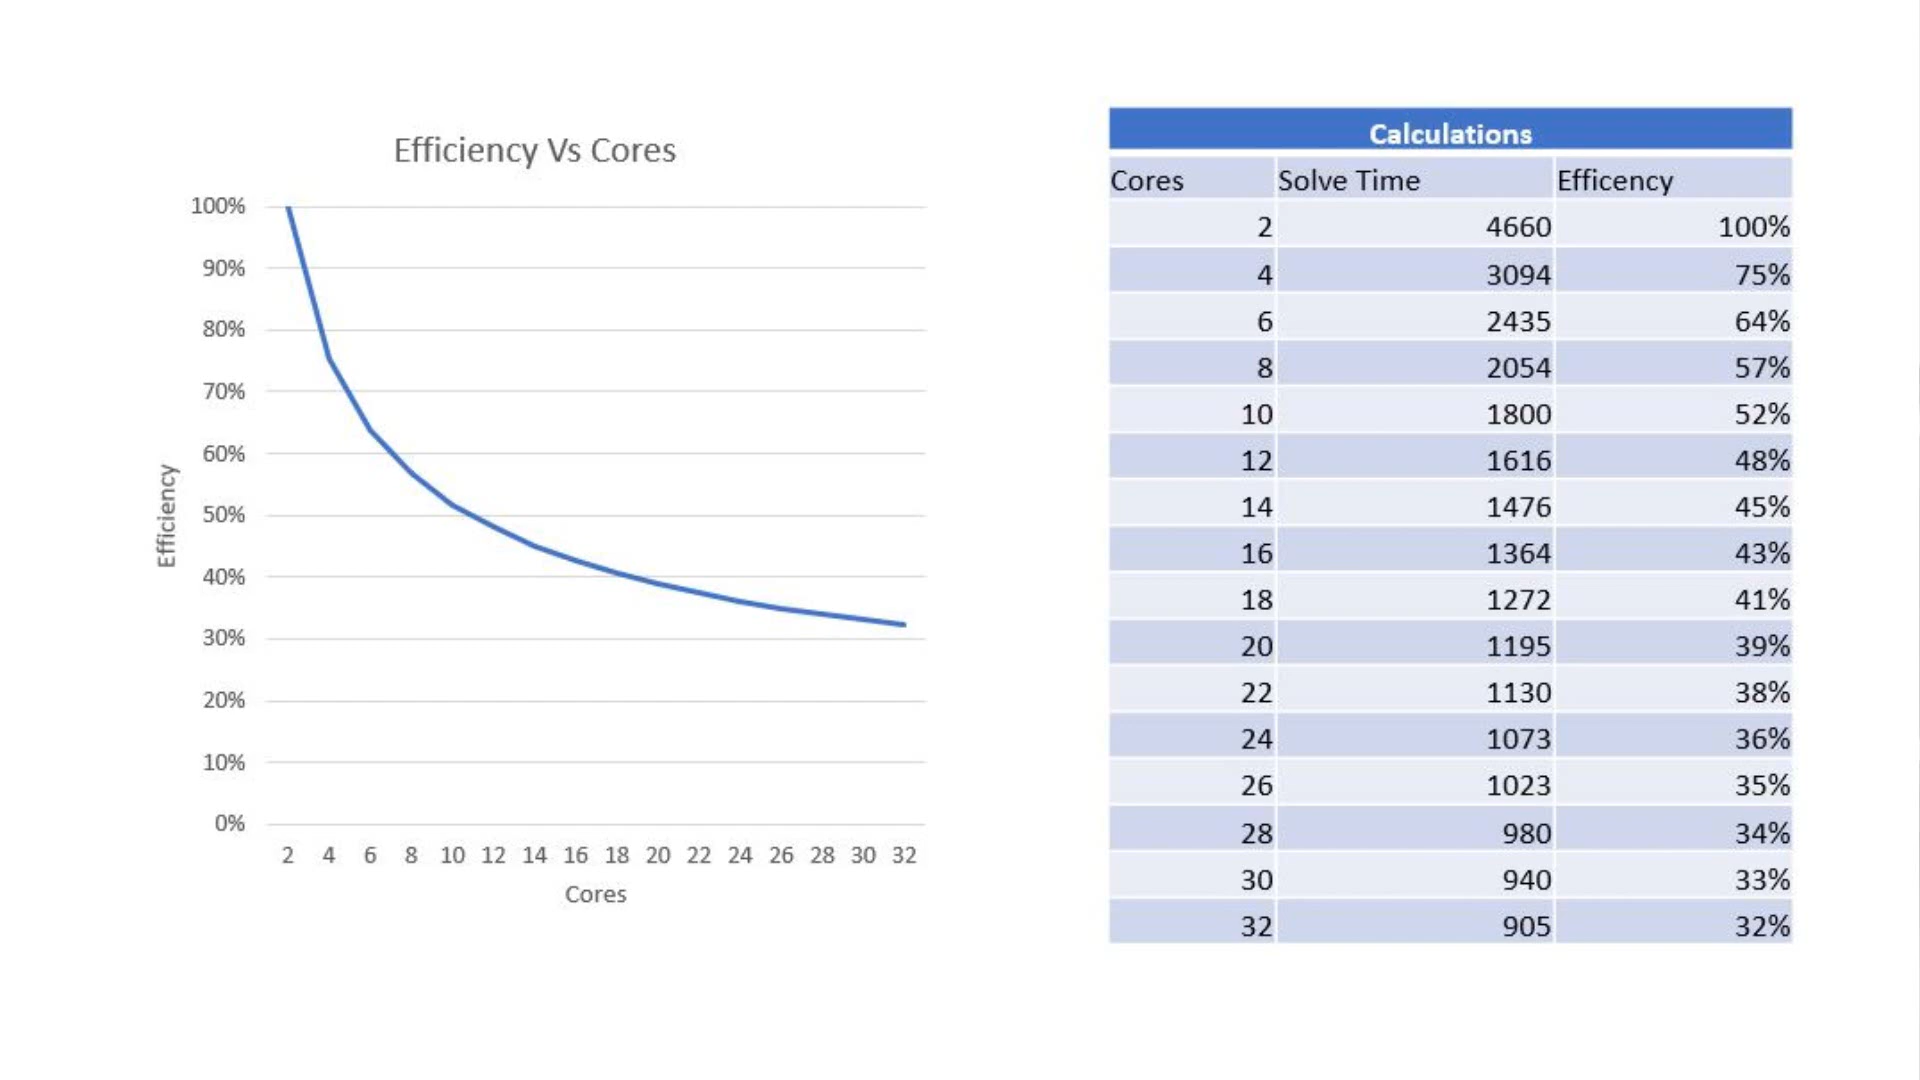 Efficiency Vs Cores
100%
90%
80%
70%
60%
50%
40%
30%
20%
10%
0%
Efficiency
2 4 6 8 10 12 14 16 18 20 22 24 26 28 30 32
Cores
Calculations
Cores Solve Time Efficency
2 4660 100%
4 3094 75%
6 2435 64%
8 2054 57%
10 1800 52%
12 1616 48%
14 1476 45%
16 1364 43%
18 1272 41%
20 1195 39%
22 1130 38%
24 1073 36%
26 1023 35%
28 980 34%
30 940 33%
32 905 32%